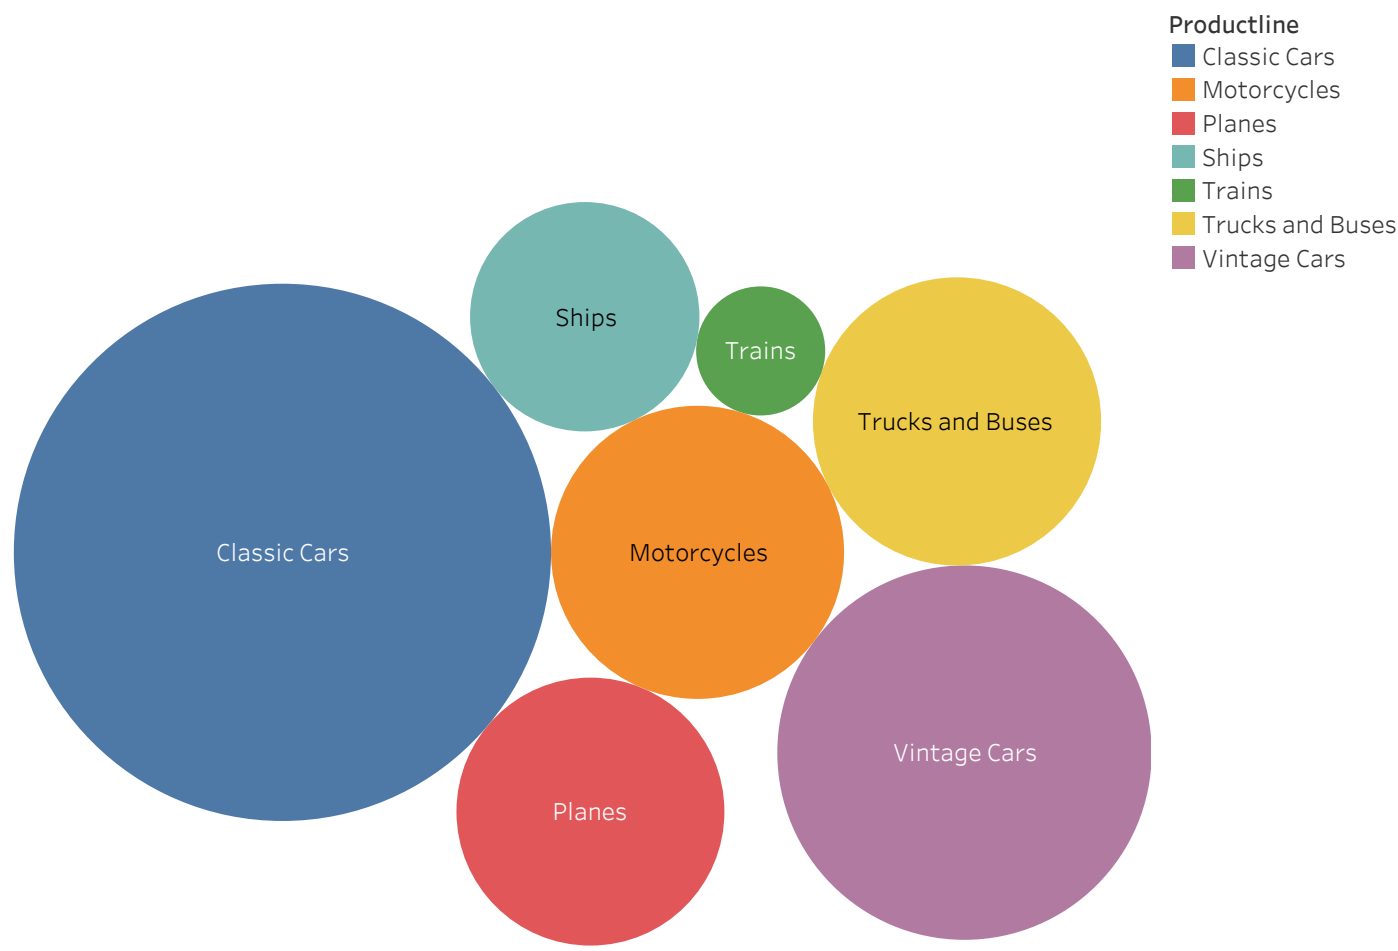 Productline
Classic Cars
Motorcycles
Planes
Ships
Trains
Trucks and Buses
Vintage Cars
Ships
Trains
Trucks and Buses
Classic Cars
Motorcycles
Vintage Cars
Planes